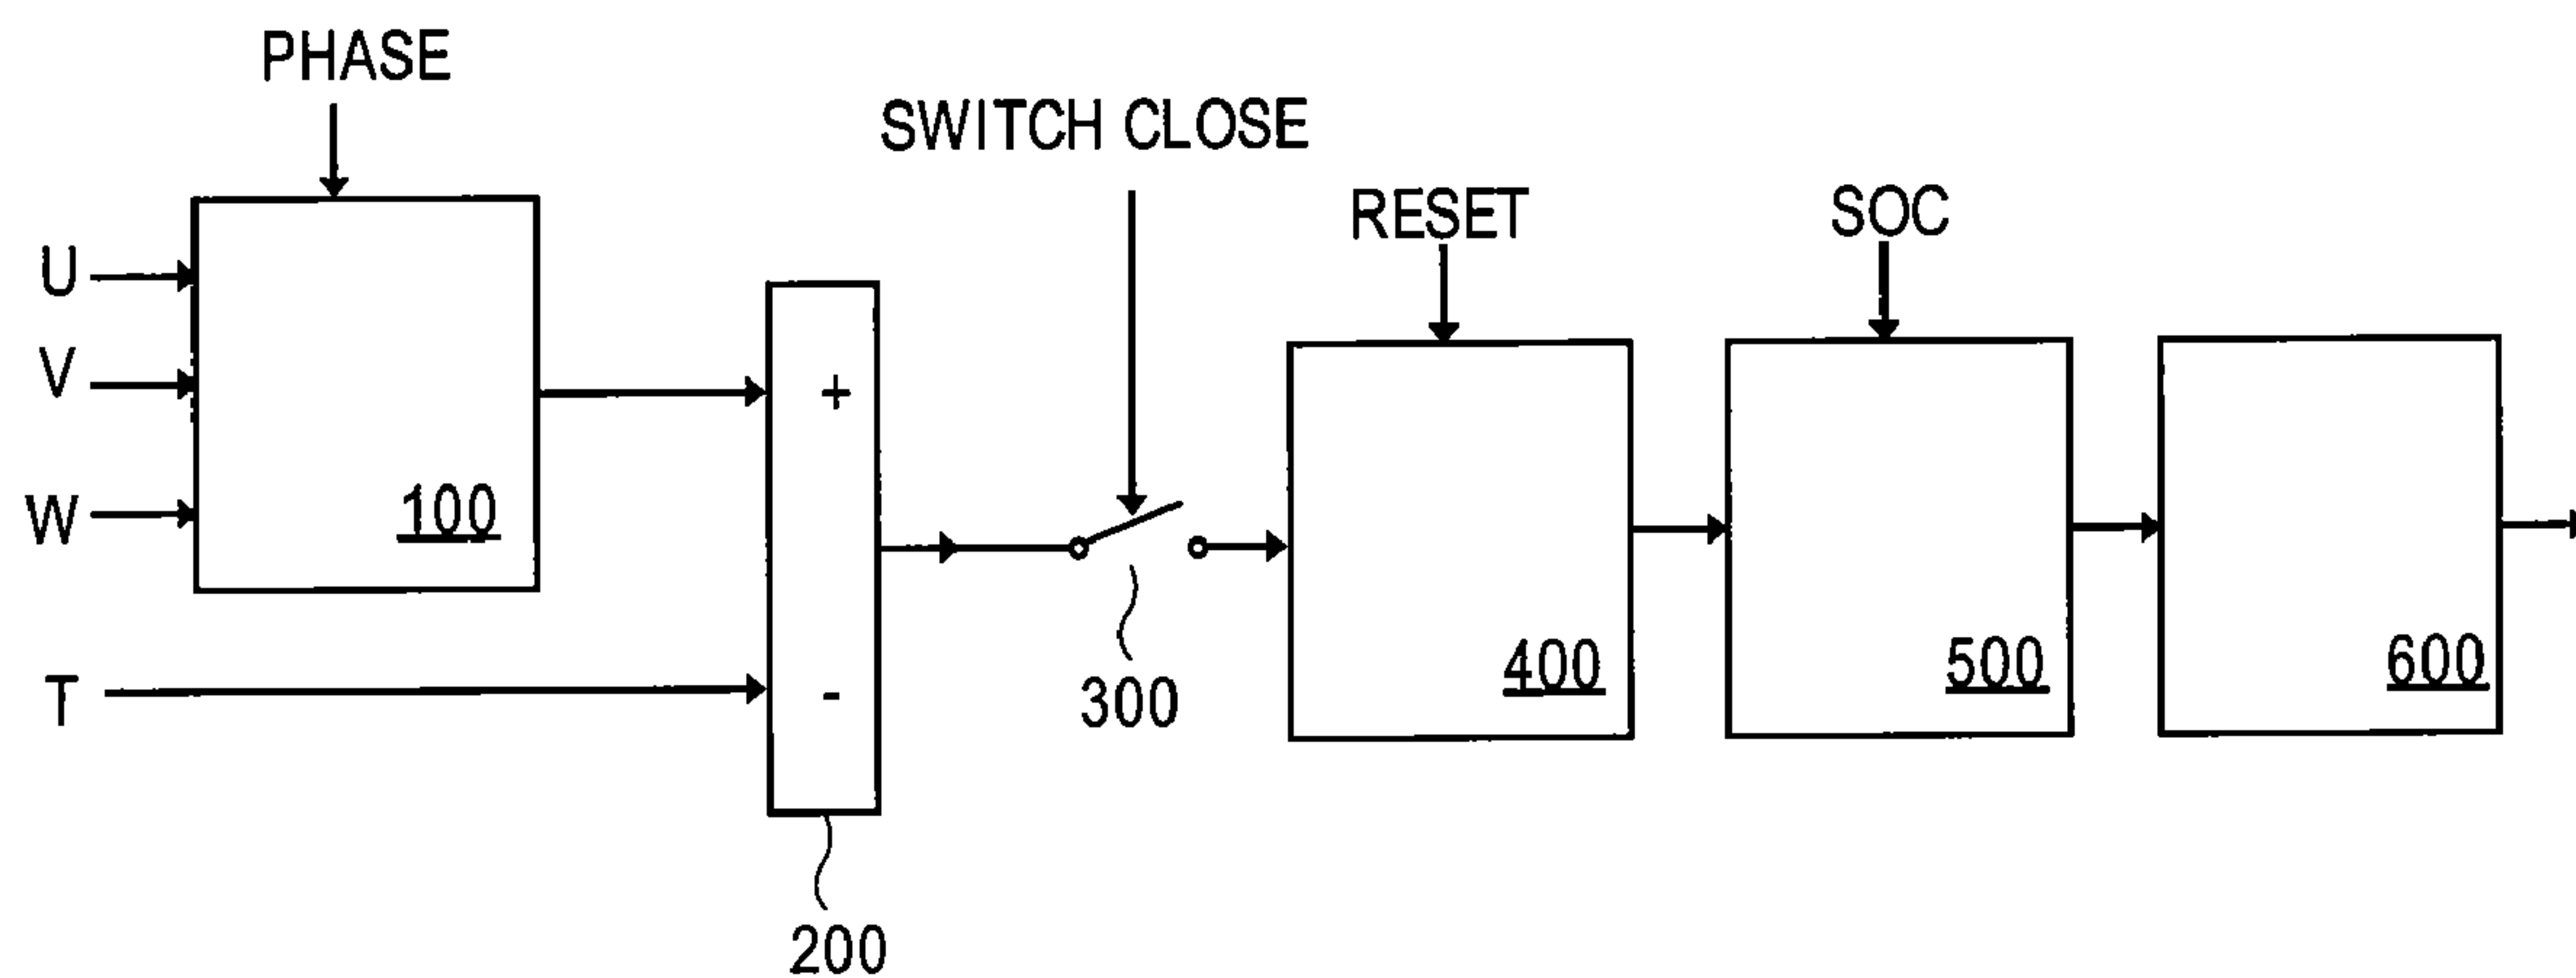 PHASE
SWITCH CLOSE
RESET
SOC
U
V
W
T
+
-
100
200
300
400
500
600